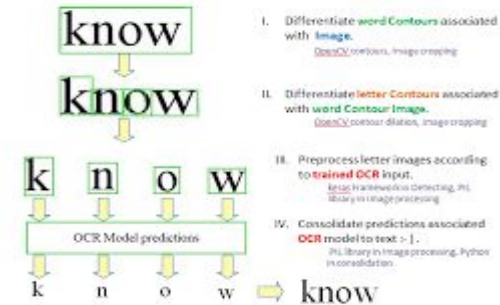 know
I. Differentiate word Contours associated
with Image.
OpenCV contours, image cropping
know
II. Differentiate letter Contours associated
with word Contour Image.
OpenCV contour dilation, image cropping
k n o w
III. Preprocess letter images according
to trained OCR input.
Keras Framework in Detecting, PIL
library in image processing
OCR Model predictions
IV. Consolidate predictions associated
OCR model to text :- ] .
PIL library in image processing, Python
in consolidation
k n o w know